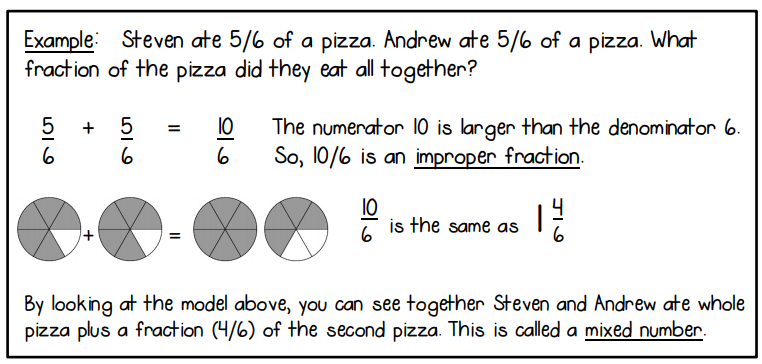 Example: Steven ate 5/6 of a pizza. Andrew ate 5/6 of a pizza. What
fraction of the pizza did they eat all together?
5/6 + 5/6 = 10/6 The numerator 10 is larger than the denominator 6.
So, 10/6 is an improper fraction.
+ = 10/6 is the same as 1 4/6
By looking at the model above, you can see together Steven and Andrew ate whole
pizza plus a fraction (4/6) of the second pizza. This is called a mixed number.